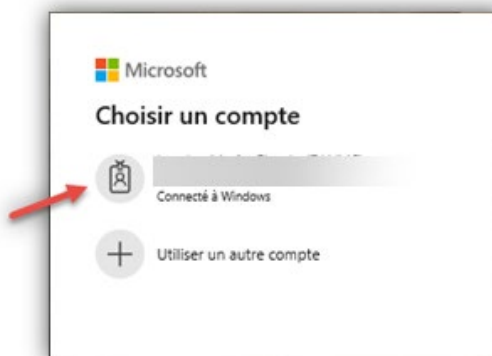 Microsoft
Choisir un compte
Connecté à Windows
Utiliser un autre compte